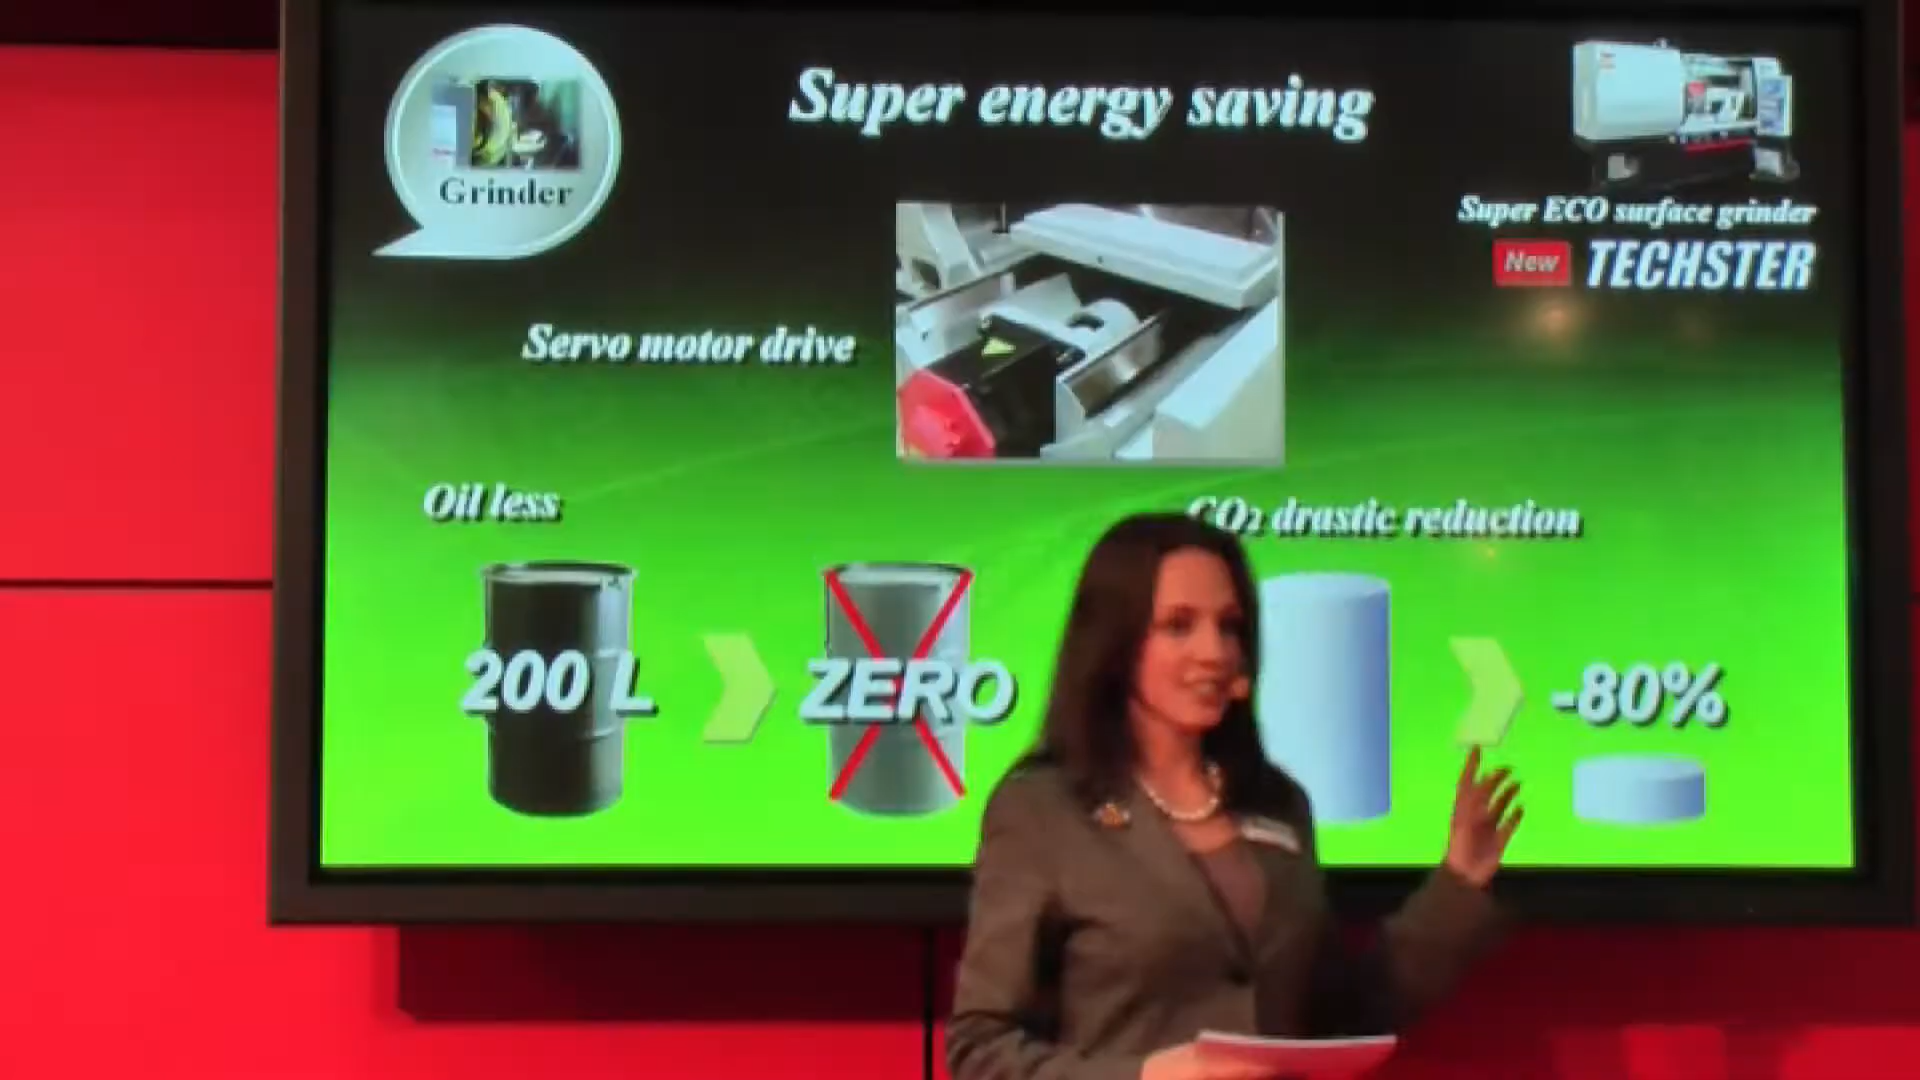 Super energy saving
Grinder
Super ECO surface grinder
New TECHSTER
Servo motor drive
Oil less
CO2 drastic reduction
200 L
ZERO
-80%